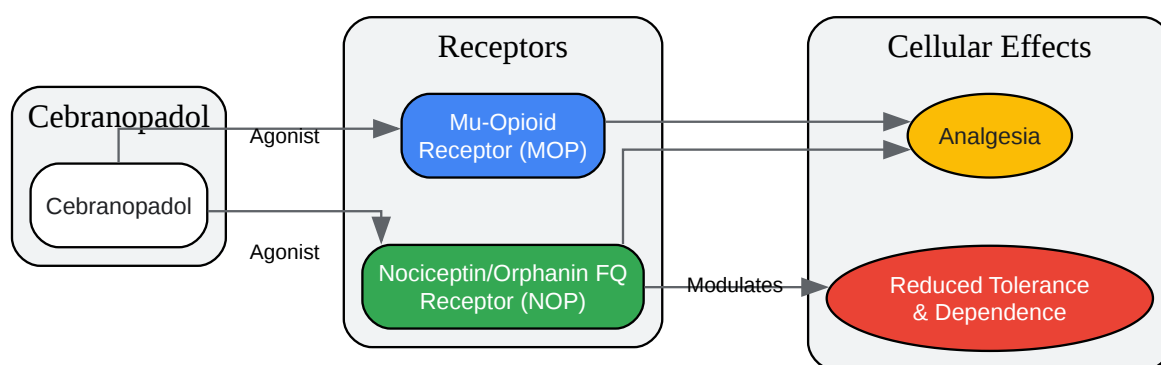 Cebranopadol
Cebranopadol
Agonist
Agonist
Receptors
Mu-Opioid
Receptor (MOP)
Nociceptin/Orphanin FQ
Receptor (NOP)
Modulates
Cellular Effects
Analgesia
Reduced Tolerance
& Dependence